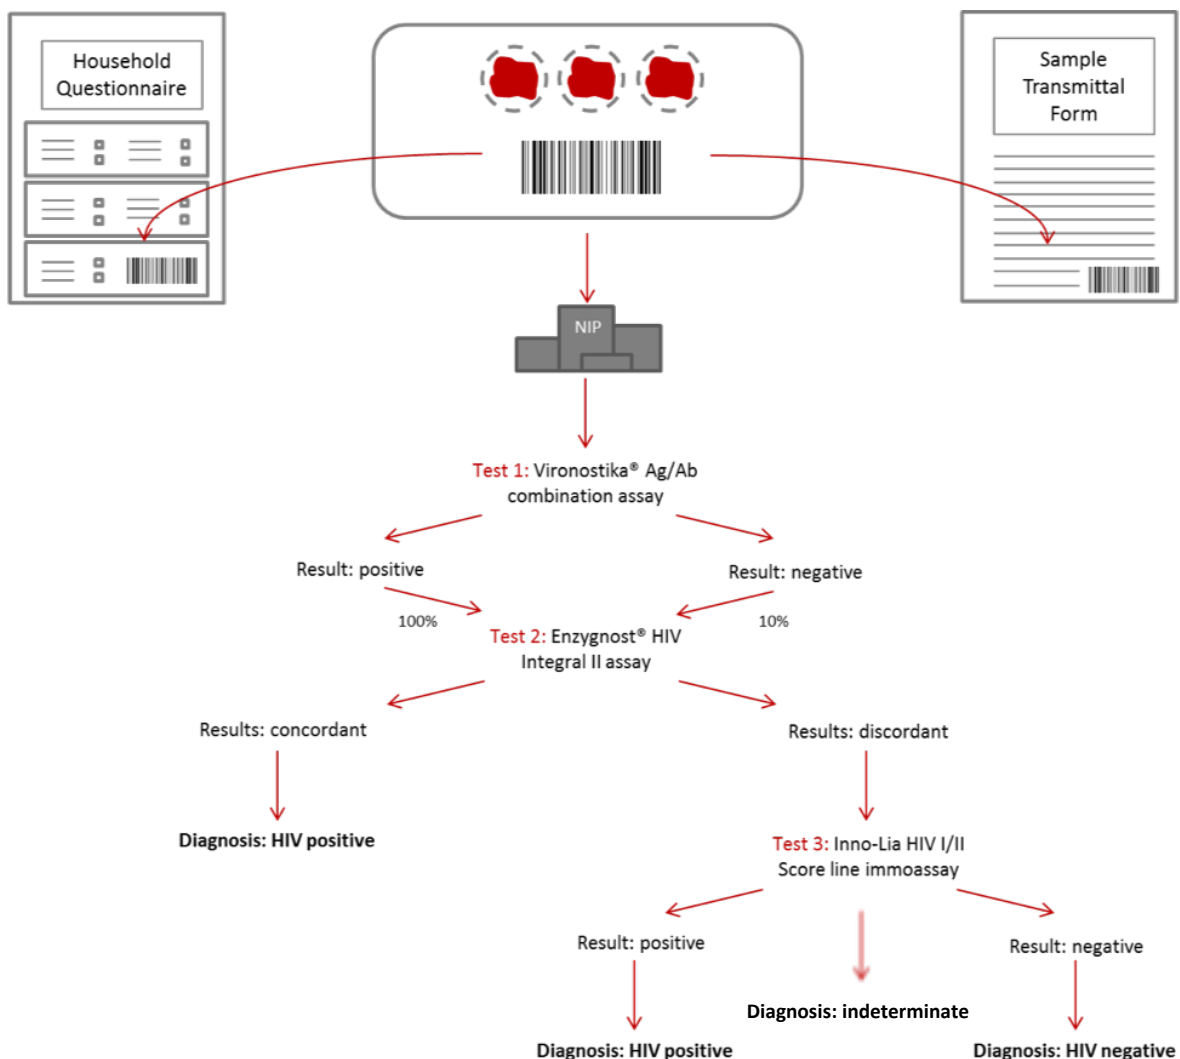 Household
Questionnaire
Sample
Transmittal
Form
NIP
Test 1: Vironostika® Ag/Ab
combination assay
Result: positive
Result: negative
100%
10%
Test 2: Enzygnost® HIV
Integral II assay
Results: concordant
Results: discordant
Diagnosis: HIV positive
Test 3: Inno-Lia HIV I/II
Score line immoassay
Result: positive
Result: negative
Diagnosis: indeterminate
Diagnosis: HIV positive
Diagnosis: HIV negative